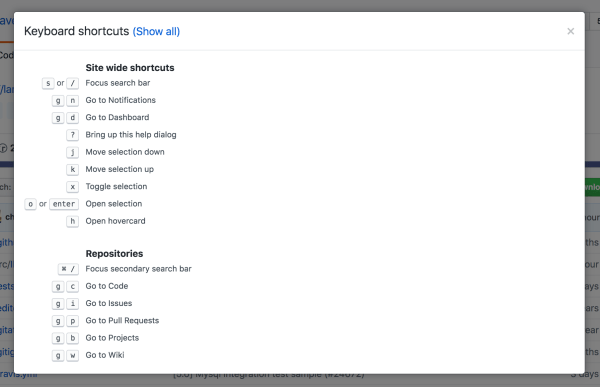 Keyboard shortcuts (Show all) ×
Site wide shortcuts
s or / Focus search bar
g n Go to Notifications
g d Go to Dashboard
? Bring up this help dialog
j Move selection down
k Move selection up
x Toggle selection
o or enter Open selection
h Open hovercard
Repositories
⌘ / Focus secondary search bar
g c Go to Code
g i Go to Issues
g p Go to Pull Requests
g b Go to Projects
g w Go to Wiki